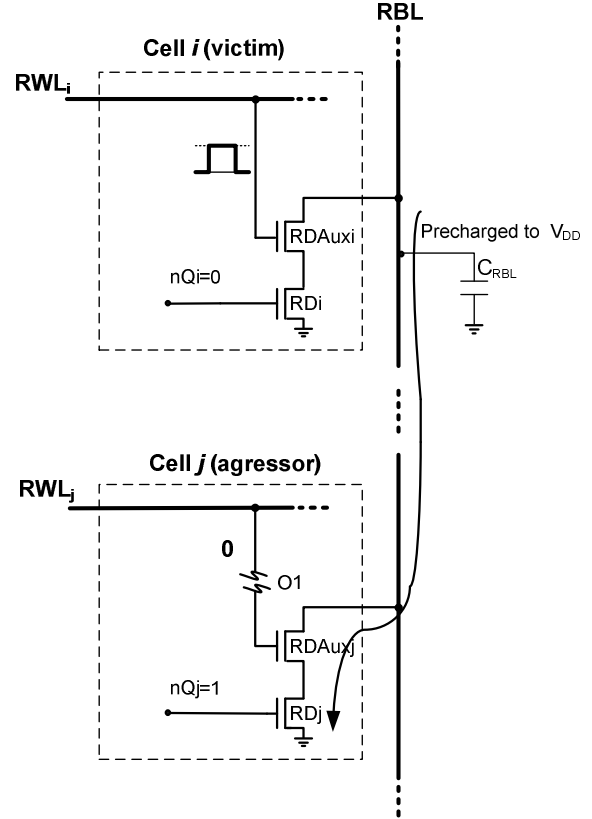 RBL
Cell i (victim)
RWLi
RDAuxi
Precharged to VDD
CRBL
nQi=0
RDi
Cell j (agressor)
RWLj
0
O1
RDAuxj
nQj=1
RDj